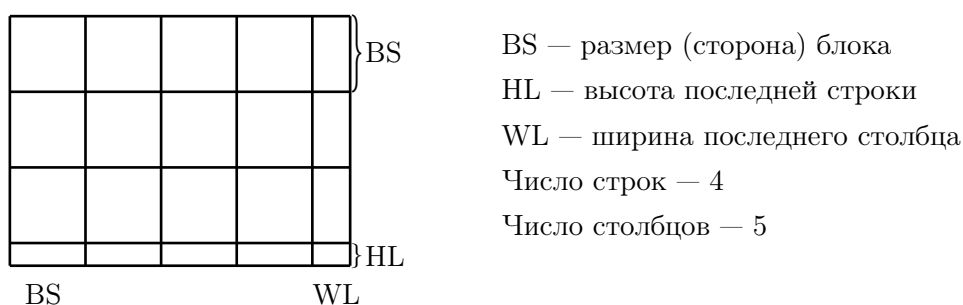 BS
HL
BS
WL
BS — размер (сторона) блока
HL — высота последней строки
WL — ширина последнего столбца
Число строк — 4
Число столбцов — 5